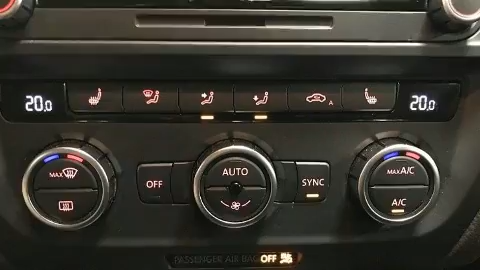 20.0
A
20.0
MAX
OFF
AUTO
SYNC
MAX A/C
A/C
PASSENGER AIR BAG OFF